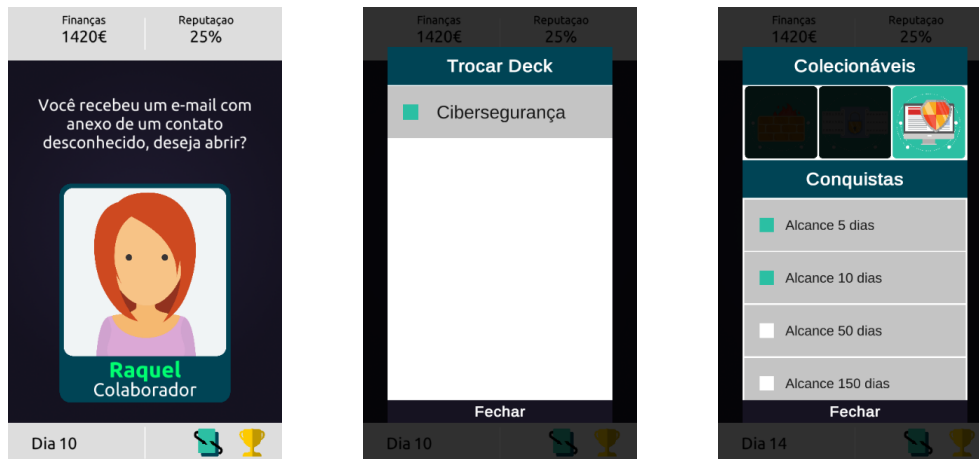 Finanças
Reputaçao
1420€
25%
Você recebeu um e-mail com
anexo de um contato
desconhecido, deseja abrir?
Raquel
Colaborador
Dia 10
Finanças
Reputaçao
1420€
25%
Trocar Deck
Cibersegurança
Fechar
Dia 10
Finanças
Reputaçao
1420€
25%
Colecionáveis
Conquistas
Alcance 5 dias
Alcance 10 dias
Alcance 50 dias
Alcance 150 dias
Fechar
Dia 14